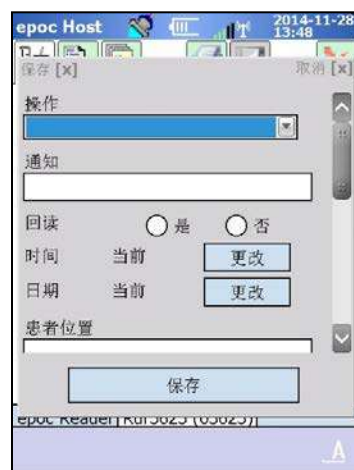 epoc Host 2014-11-28
13:48
保存 [x] 取消 [x]
操作
通知
回读 是 否
时间 当前 更改
日期 当前 更改
患者位置
保存
epoc Reader
A